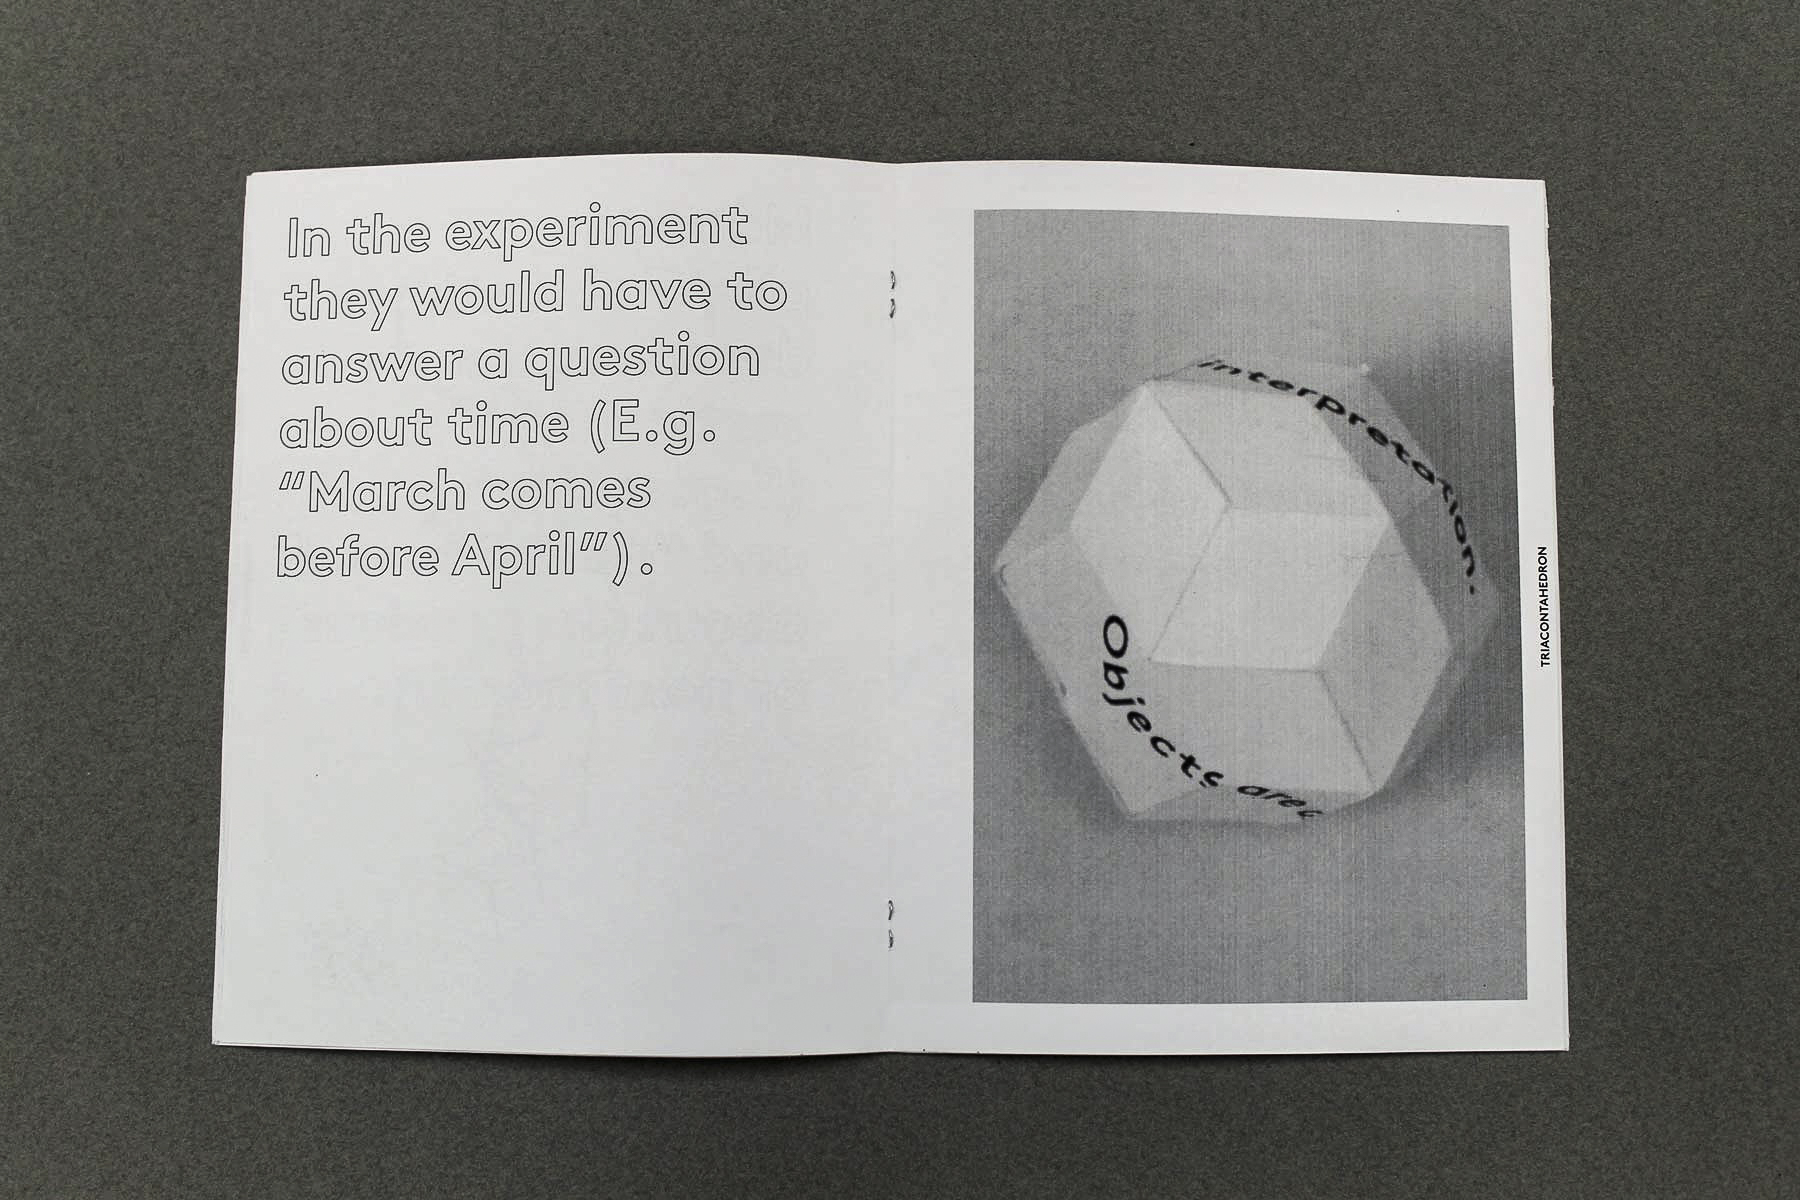 In the experiment
they would have to
answer a question
about time (E.g.
“March comes
before April”).
interpretation.
Objects are
TRIACONTAHEDRON